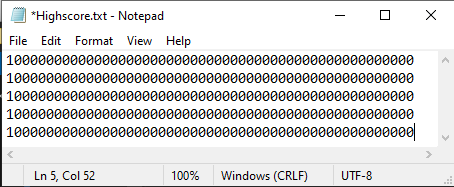 *Highscore.txt - Notepad
File Edit Format View Help
100000000000000000000000000000000000000000000000000
100000000000000000000000000000000000000000000000000
100000000000000000000000000000000000000000000000000
100000000000000000000000000000000000000000000000000
100000000000000000000000000000000000000000000000000
Ln 5, Col 52 100% Windows (CRLF) UTF-8